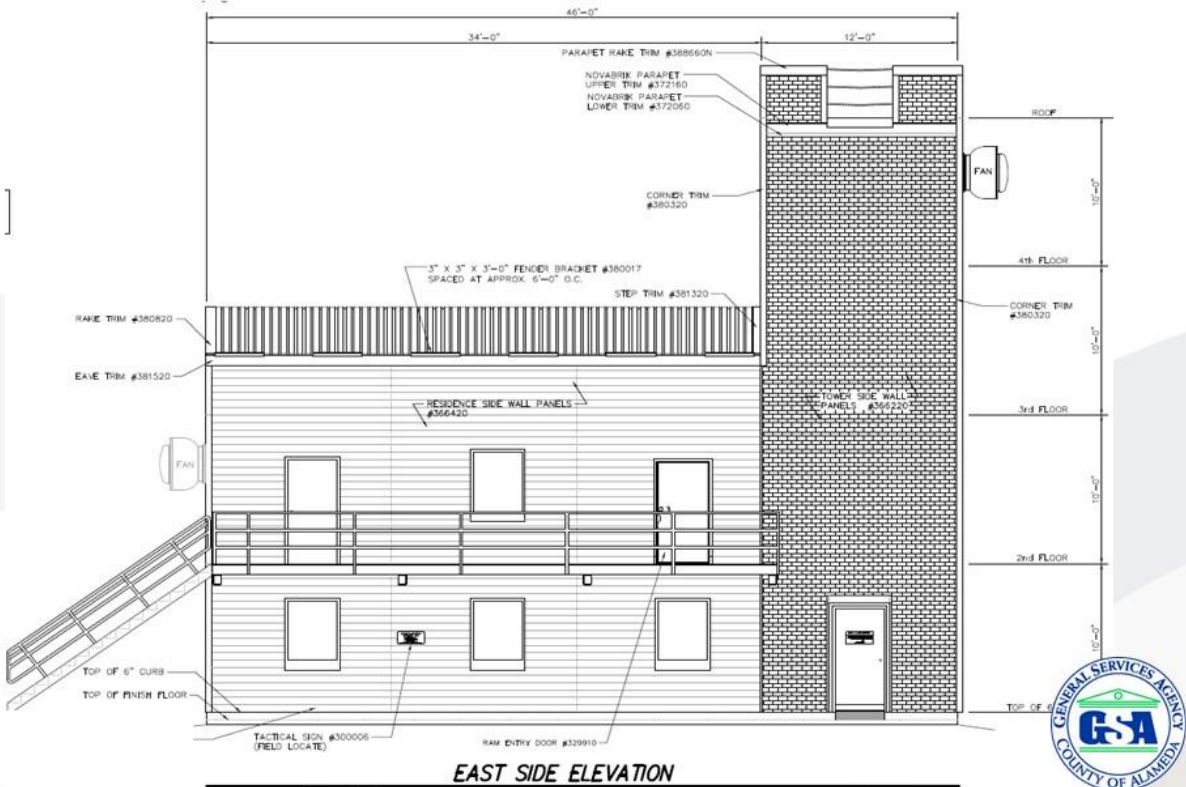 46'-0"
34'-0"
12'-0"
PARAPET RAKE TRIM #388660N
NOVABRIK PARAPET
UPPER TRIM #372160
NOVABRIK PARAPET
LOWER TRIM #372060
ROOF
FAN
CORNER TRIM
#380320
10'-0"
4th FLOOR
3" X 3" X 3'-0" FENDER BRACKET #380017
SPACED AT APPROX. 6'-0" O.C.
STEP TRIM #381320
CORNER TRIM
#380320
RAKE TRIM #380820
10'-0"
EAVE TRIM #381520
RESIDENCE SIDE WALL PANELS
#366420
TOWER SIDE WALL
PANELS #366220
3rd FLOOR
FAN
10'-0"
2nd FLOOR
10'-0"
TOP OF 6" CURB
TOP OF FINISH FLOOR
TOP OF 6
TACTICAL SIGN #300006
(FIELD LOCATE)
RAM ENTRY DOOR #329910
EAST SIDE ELEVATION
GENERAL SERVICES AGENCY
GSA
COUNTY OF ALAMEDA